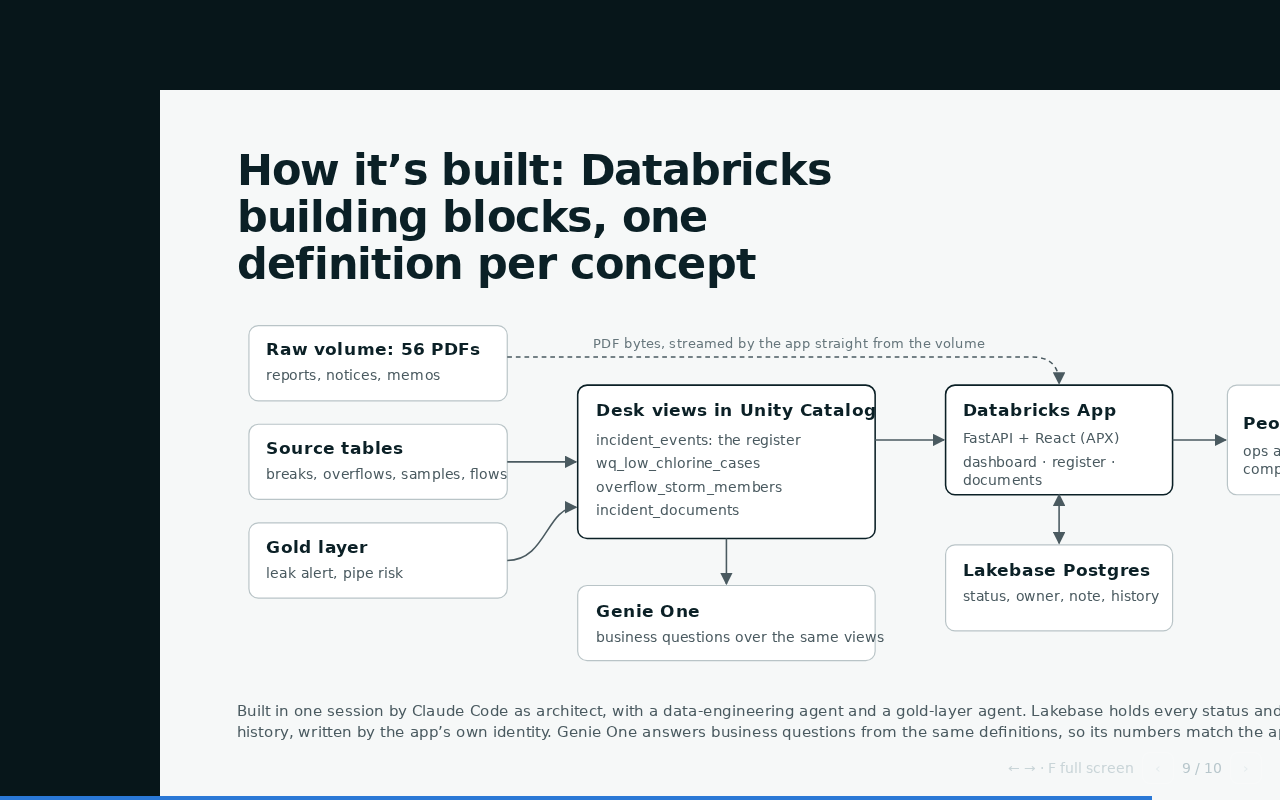 How it’s built: Databricks
building blocks, one
definition per concept
Raw volume: 56 PDFs
reports, notices, memos
PDF bytes, streamed by the app straight from the volume
Source tables
breaks, overflows, samples, flows
Gold layer
leak alert, pipe risk
Desk views in Unity Catalog
incident_events: the register
wq_low_chlorine_cases
overflow_storm_members
incident_documents
Genie One
business questions over the same views
Databricks App
FastAPI + React (APX)
dashboard · register ·
documents
Lakebase Postgres
status, owner, note, history
Peo
ops a
comp
Built in one session by Claude Code as architect, with a data-engineering agent and a gold-layer agent. Lakebase holds every status and
history, written by the app’s own identity. Genie One answers business questions from the same definitions, so its numbers match the a
← → · F full screen ‹ 9 / 10 ›